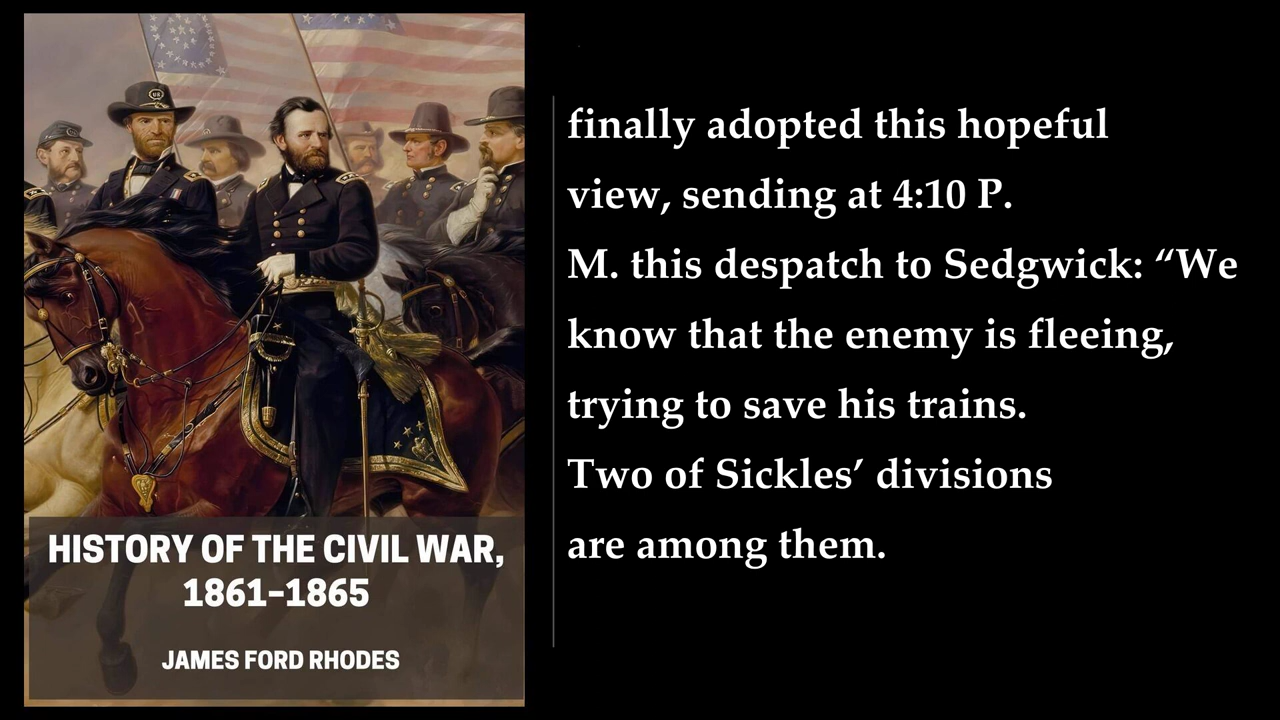 finally adopted this hopeful
view, sending at 4:10 P.
M. this despatch to Sedgwick: “We
know that the enemy is fleeing,
trying to save his trains.
Two of Sickles’ divisions
are among them.
HISTORY OF THE CIVIL WAR,
1861–1865
JAMES FORD RHODES